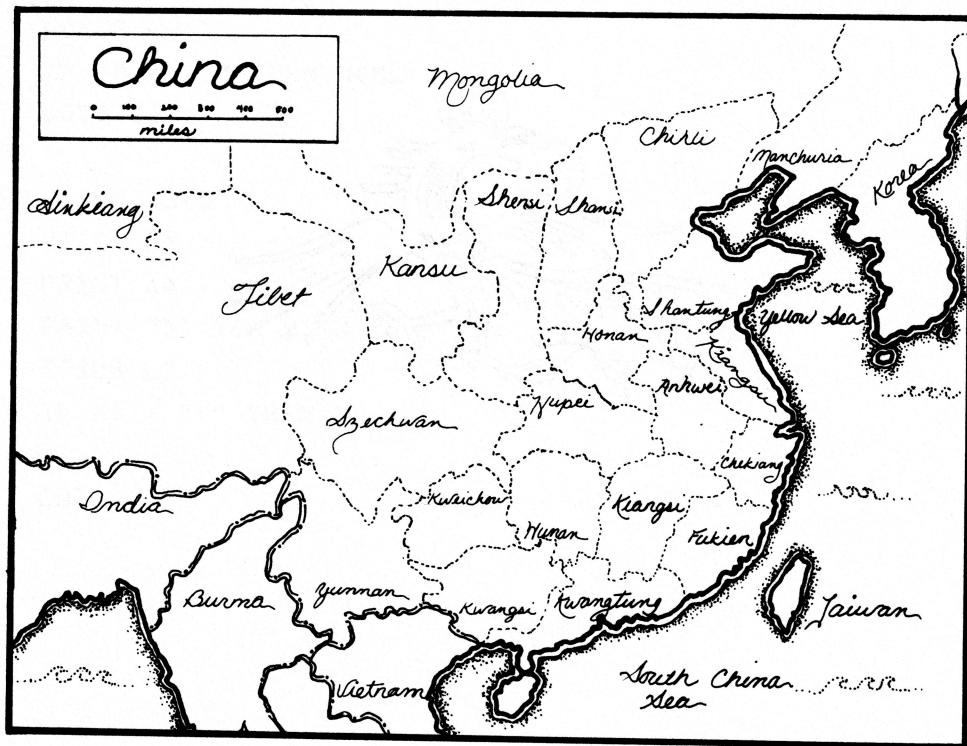 China
0 100 200 300 400 500
miles
Mongolia
Chili
Manchuria
Korea
Sinkiang
Shensi
Shansi
Kansu
Tibet
Shantung
Yellow Sea
Honan
Kiangsu
Anhwei
Hupei
Szechwan
Chekiang
India
Kwaichou
Kiangsi
Hunan
Fukien
Burma
Yunnan
Kwangsi
Kwangtung
Taiwan
Vietnam
South China
Sea